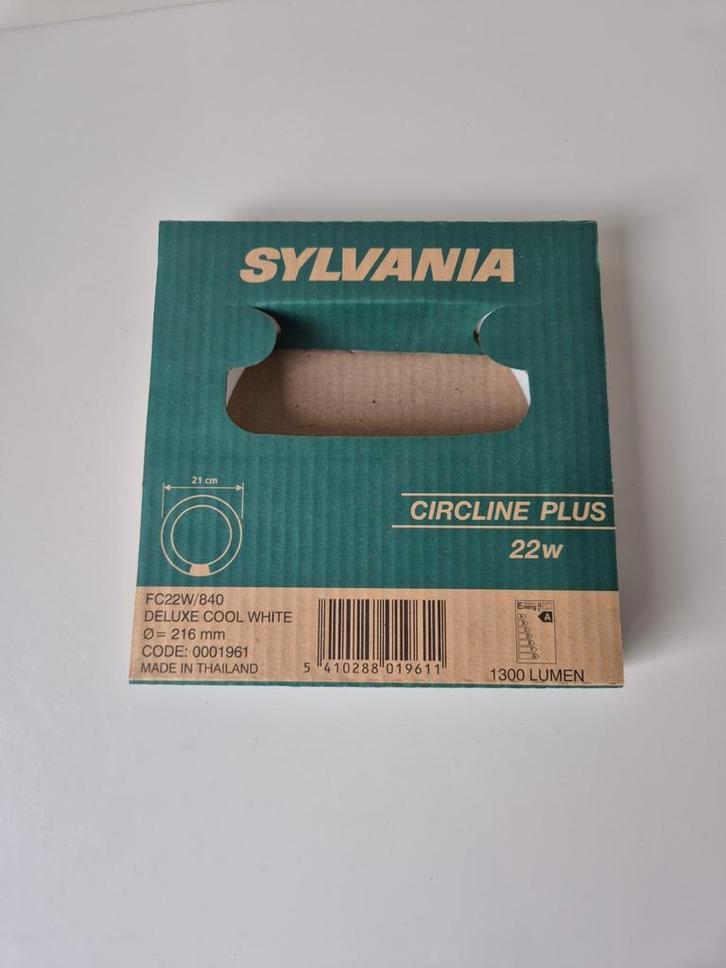 SYLVANIA
21 cm
CIRCLINE PLUS
22W
FC22W/840
DELUXE COOL WHITE
Ø = 216 mm
CODE: 0001961
MADE IN THAILAND
5 410288 019611
Energ
A
1300 LUMEN